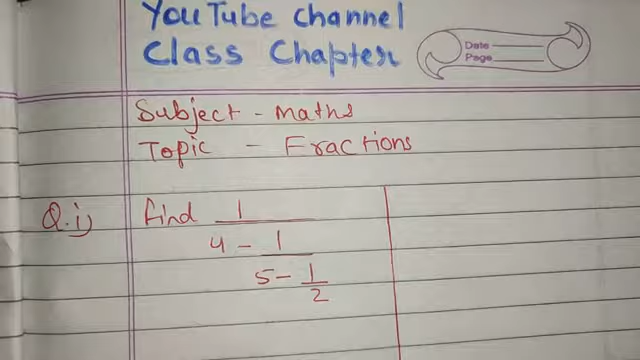 YouTube channel
Class Chapter
Date
Page
Subject - maths
Topic - Fractions
Q.i) find 1
4 - 1
5 - 1
2